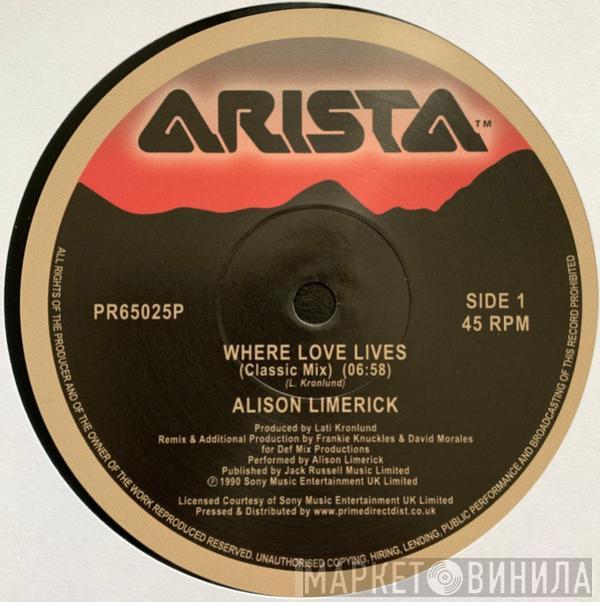 ARISTA™
PR65025P
SIDE 1
45 RPM
WHERE LOVE LIVES
(Classic Mix) (06:58)
(L. Kronlund)
ALISON LIMERICK
Produced by Lati Kronlund
Remix & Additional Production by Frankie Knuckles & David Morales
for Def Mix Productions
Performed by Alison Limerick
Published by Jack Russell Music Limited
℗ 1990 Sony Music Entertainment UK Limited
Licensed Courtesy of Sony Music Entertainment UK Limited
Pressed & Distributed by www.primedirectdist.co.uk
ALL RIGHTS OF THE PRODUCER AND OF THE OWNER OF THE WORK REPRODUCED RESERVED. UNAUTHORISED COPYING, HIRING, LENDING, PUBLIC PERFORMANCE AND BROADCASTING OF THIS RECORD PROHIBITED
МАРКЕТ ВИНИЛА